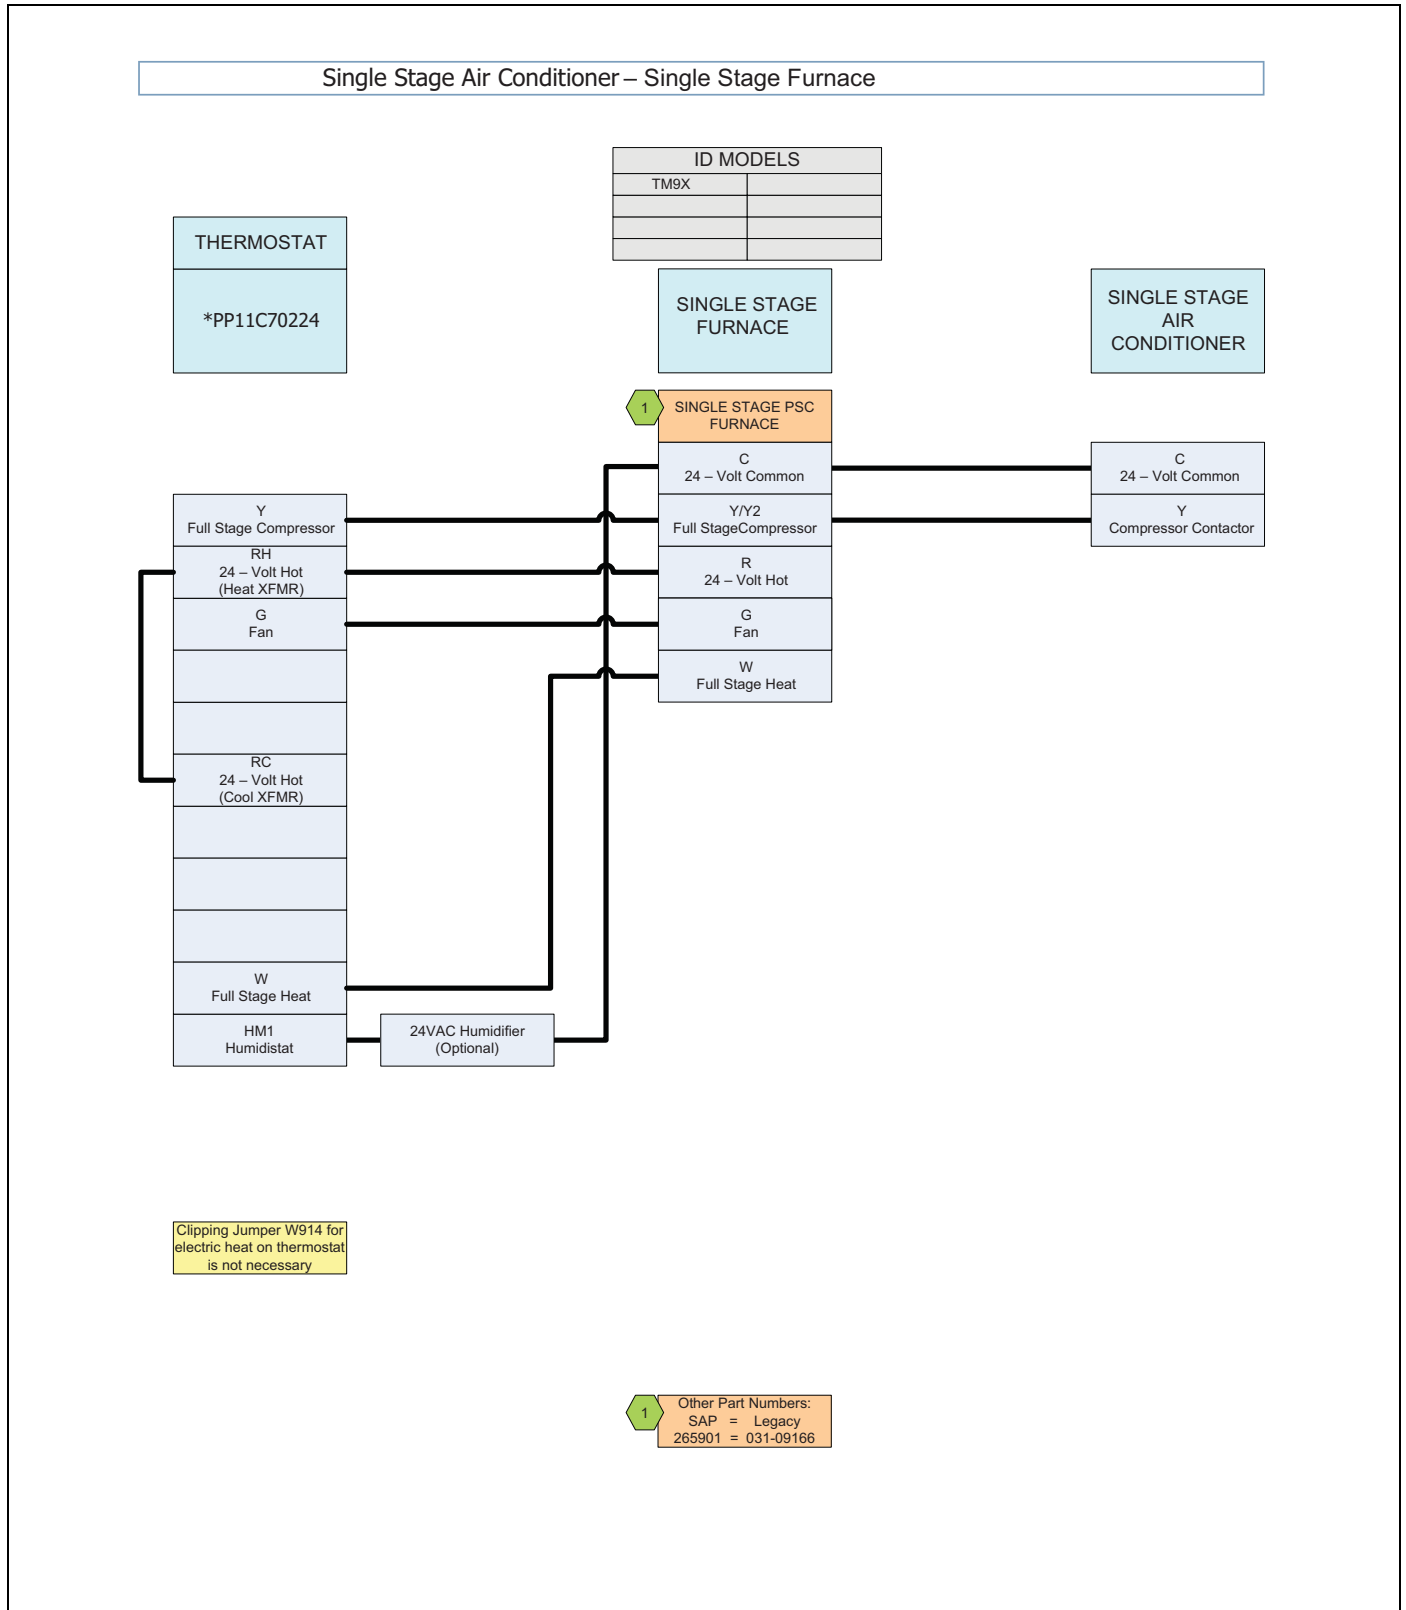 Single Stage Air Conditioner – Single Stage Furnace
ID MODELS
TM9X
THERMOSTAT
*PP11C70224
SINGLE STAGE
FURNACE
SINGLE STAGE
AIR
CONDITIONER
1
SINGLE STAGE PSC
FURNACE
C
24 – Volt Common
Y/Y2
Full StageCompressor
R
24 – Volt Hot
G
Fan
W
Full Stage Heat
C
24 – Volt Common
Y
Compressor Contactor
Y
Full Stage Compressor
RH
24 – Volt Hot
(Heat XFMR)
G
Fan
RC
24 – Volt Hot
(Cool XFMR)
W
Full Stage Heat
HM1
Humidistat
24VAC Humidifier
(Optional)
Clipping Jumper W914 for
electric heat on thermostat
is not necessary
1
Other Part Numbers:
SAP = Legacy
265901 = 031-09166